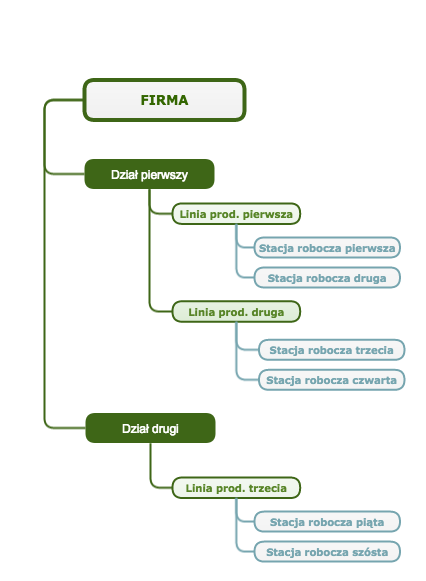 FIRMA
Dział pierwszy
Linia prod. pierwsza
Stacja robocza pierwsza
Stacja robocza druga
Linia prod. druga
Stacja robocza trzecia
Stacja robocza czwarta
Dział drugi
Linia prod. trzecia
Stacja robocza piąta
Stacja robocza szósta